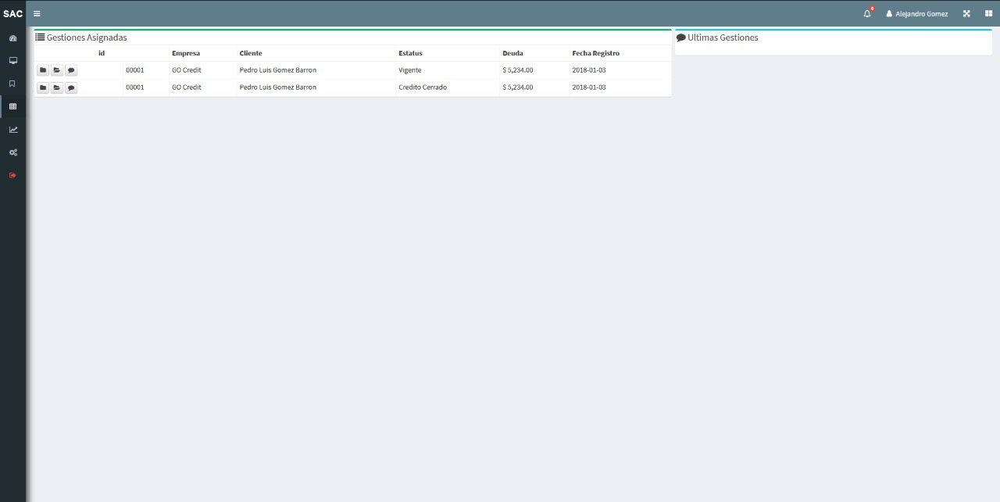 SAC
6
Alejandro Gomez
Gestiones Asignadas
id Empresa Cliente Estatus Deuda Fecha Registro
00001 GO Credit Pedro Luis Gomez Barron Vigente $ 5,234.00 2018-01-03
00001 GO Credit Pedro Luis Gomez Barron Credito Cerrado $ 5,234.00 2018-01-03
Ultimas Gestiones